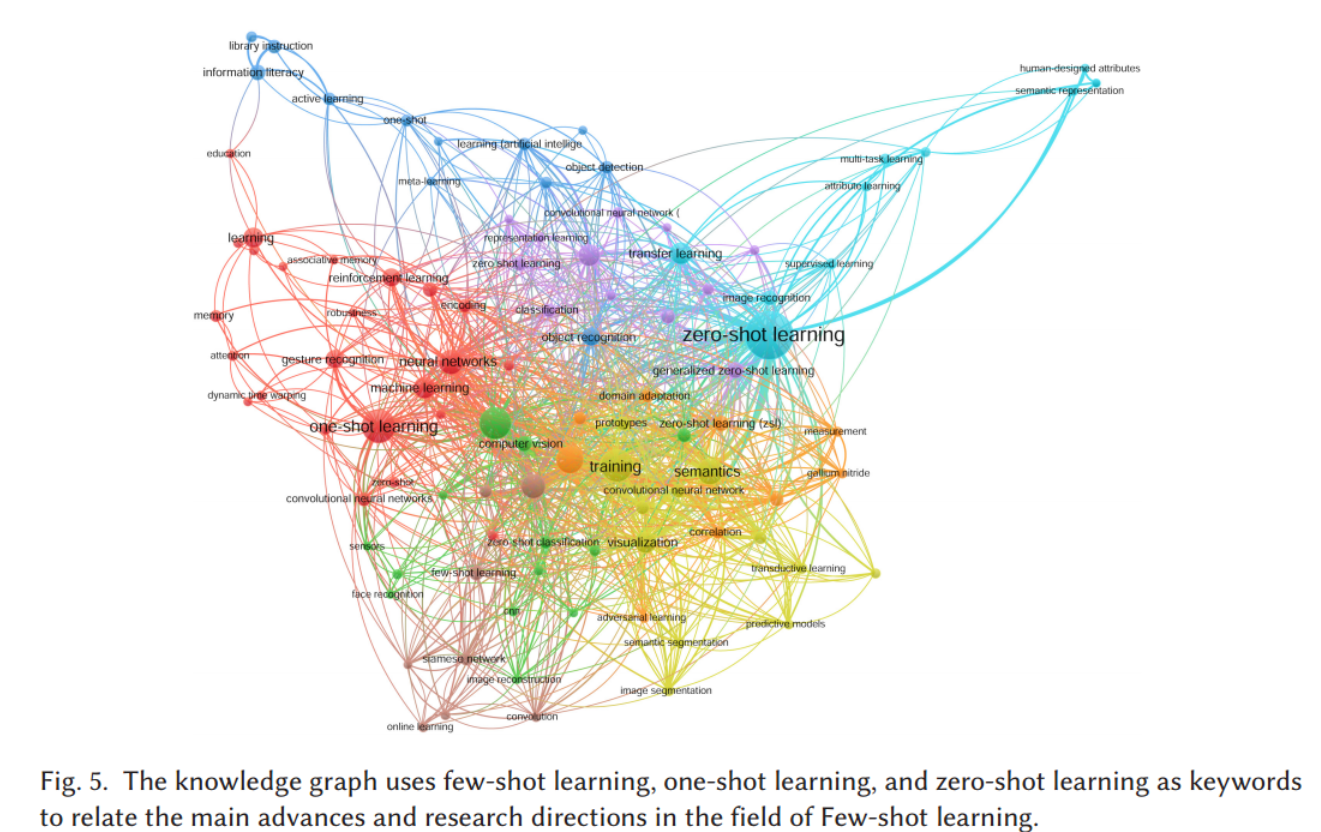 library instruction
information literacy
human-designed attributes
semantic representation
active learning
one-shot
learning (artificial intellige
education
multi-task learning
object detection
meta-learning
attribute learning
convolutional neural network (
learning
representation learning
transfer learning
associative memory
zero shot learning
supervised learning
reinforcement learning
image recognition
encoding
classification
robustness
memory
object recognition
zero-shot learning
attention
gesture recognition
neural networks
generalized zero-shot learning
machine learning
dynamic time warping
domain adaptation
one-shot learning
prototypes
zero-shot learning (zsl)
measurement
computer vision
training
semantics
gallium nitride
zero-shot
convolutional neural network
convolutional neural networks
correlation
sensors
zero-shot classification
visualization
transductive learning
few-shot learning
face recognition
cnn
adversarial learning
predictive models
semantic segmentation
siamese network
image reconstruction
image segmentation
convolution
online learning
Fig. 5. The knowledge graph uses few-shot learning, one-shot learning, and zero-shot learning as keywords
to relate the main advances and research directions in the field of Few-shot learning.